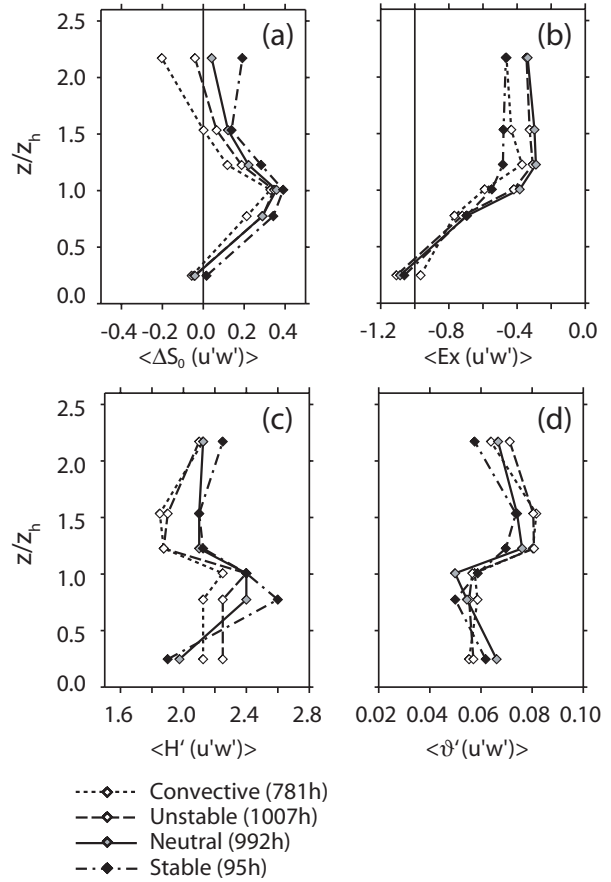 (a)
(b)
2.5
2.0
1.5
1.0
0.5
0.0
z/z_h
-0.4 -0.2 0.0 0.2 0.4
<ΔS₀ (u'w')>
-1.2 -0.8 -0.4 0.0
<Ex (u'w')>
(c)
(d)
2.5
2.0
1.5
1.0
0.5
0.0
z/z_h
1.6 2.0 2.4 2.8
<H' (u'w')>
0.02 0.04 0.06 0.08 0.10
<ϑ' (u'w')>
Convective (781h)
Unstable (1007h)
Neutral (992h)
Stable (95h)